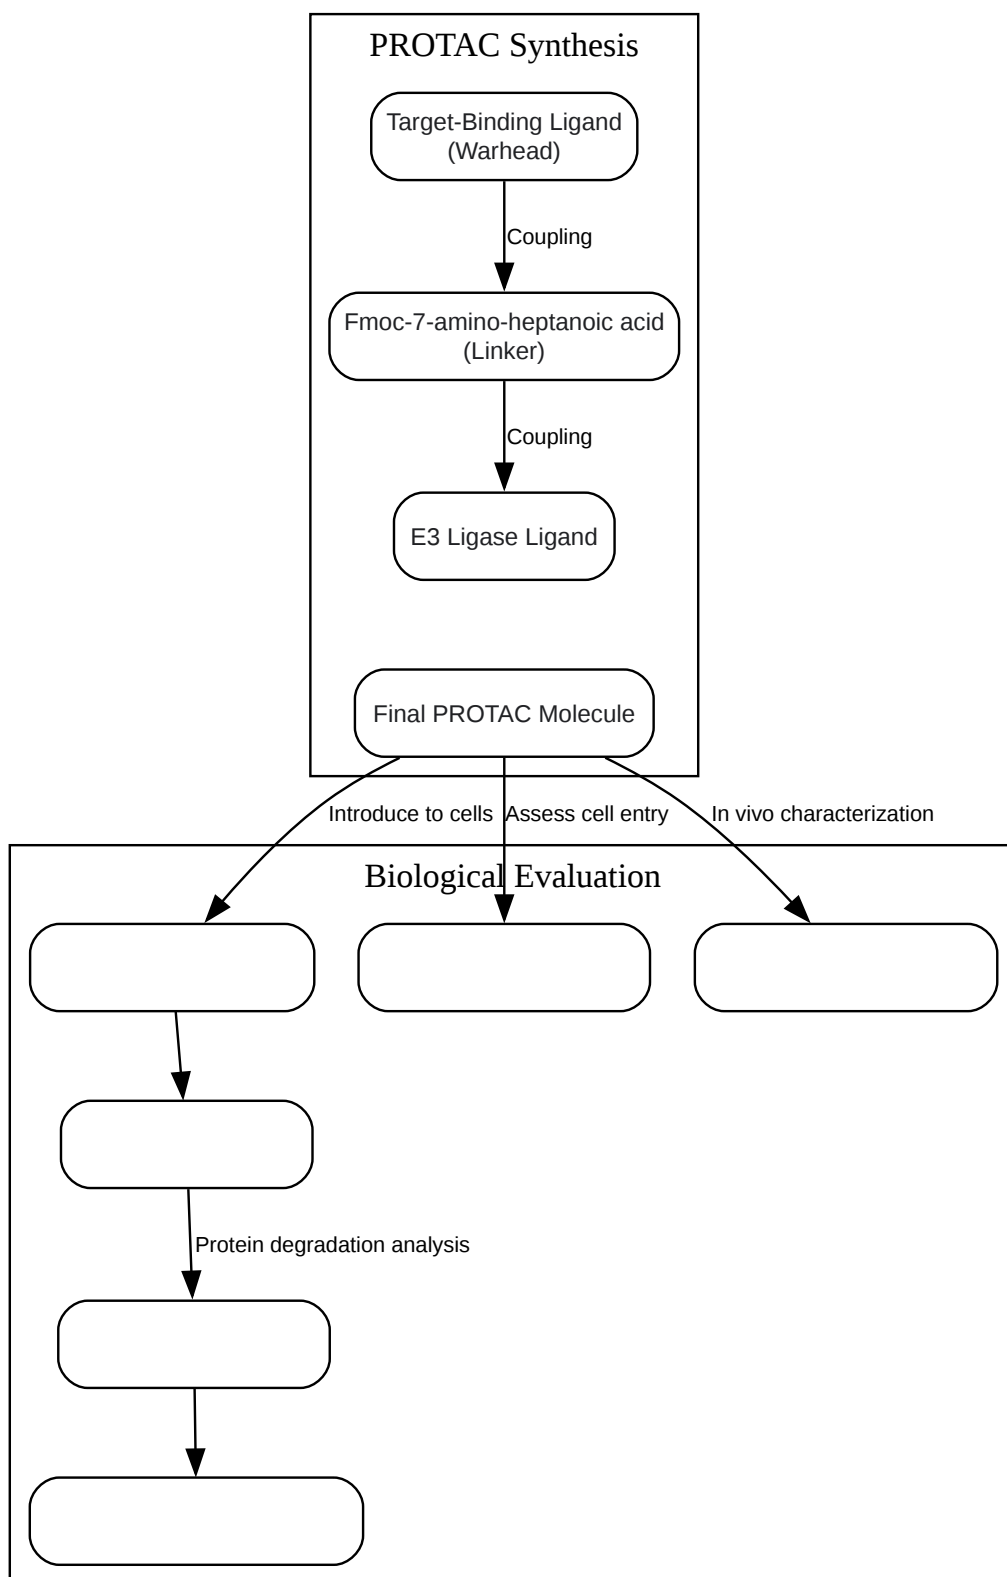 PROTAC Synthesis
Target-Binding Ligand
(Warhead)
Coupling
Fmoc-7-amino-heptanoic acid
(Linker)
Coupling
E3 Ligase Ligand
Final PROTAC Molecule
Introduce to cells
Assess cell entry
In vivo characterization
Biological Evaluation
Protein degradation analysis